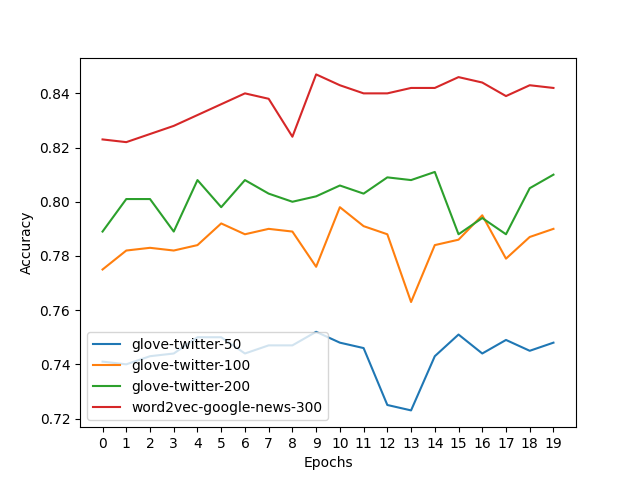 0.84
0.82
0.80
0.78
0.76
0.74
0.72
Accuracy
glove-twitter-50
glove-twitter-100
glove-twitter-200
word2vec-google-news-300
0 1 2 3 4 5 6 7 8 9 10 11 12 13 14 15 16 17 18 19
Epochs